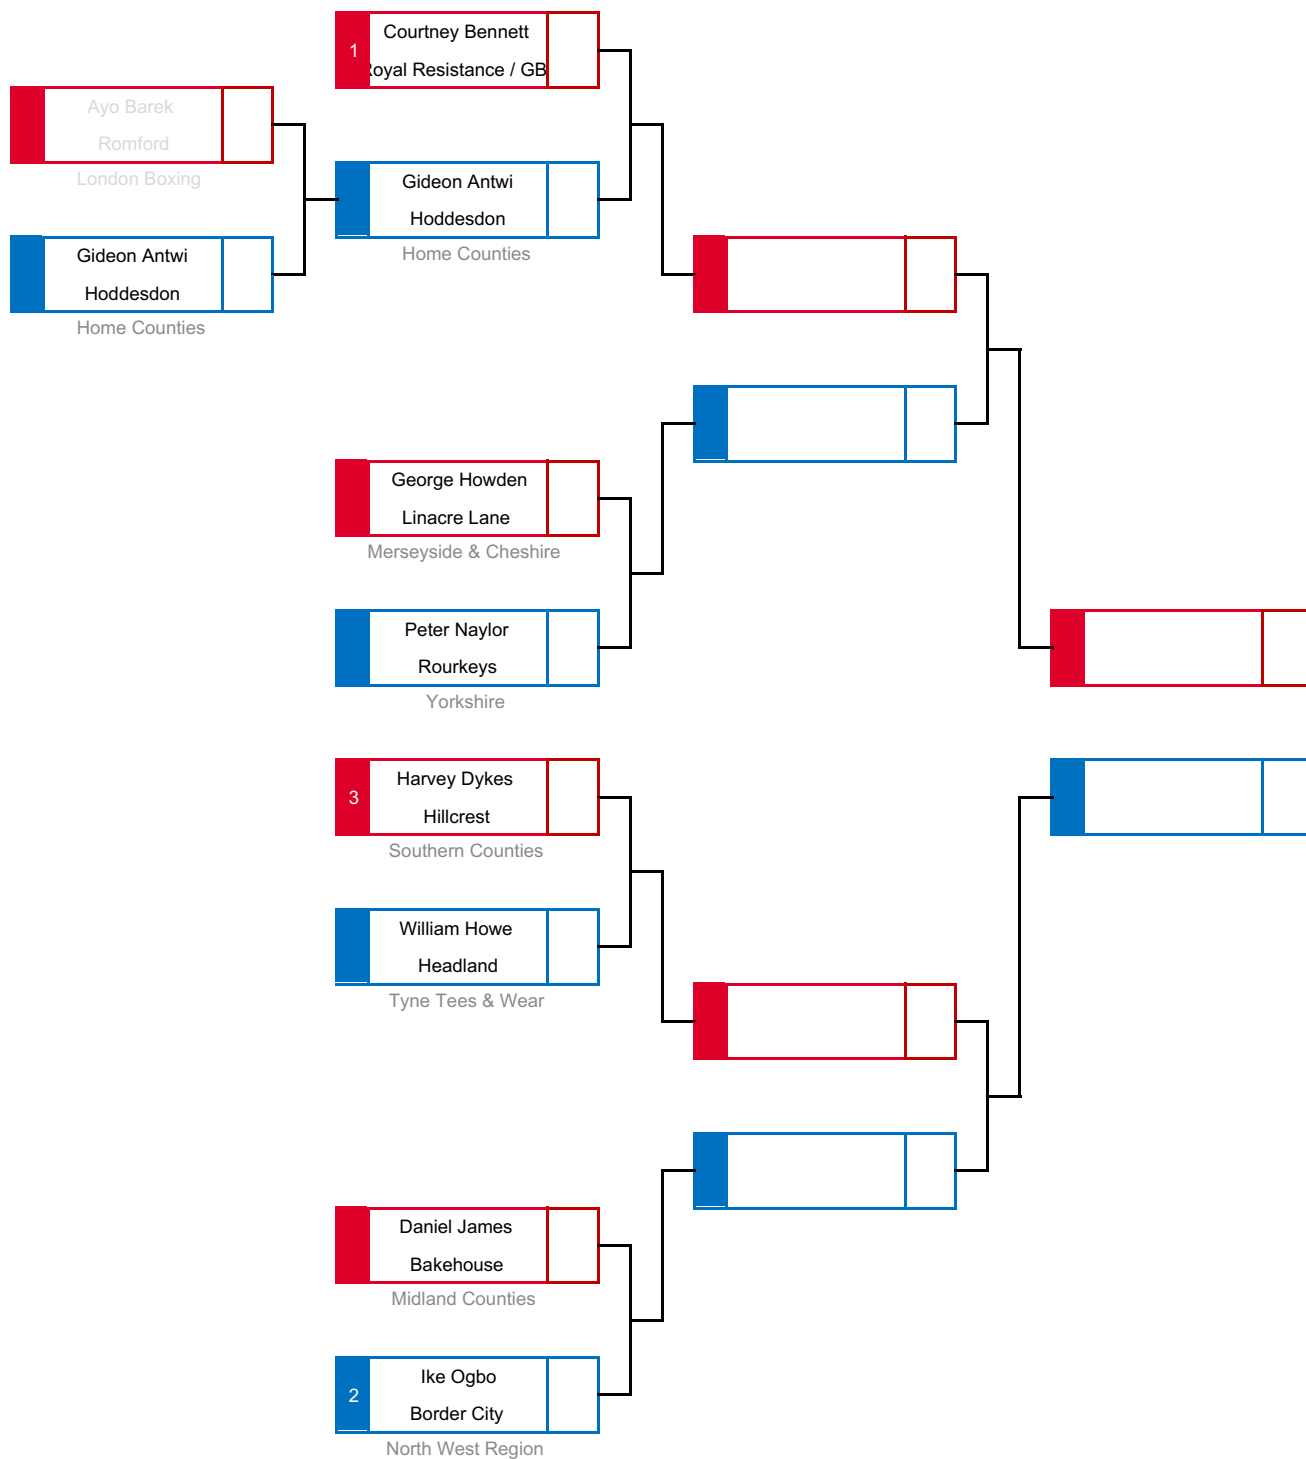 1
Courtney Bennett
Royal Resistance / GB
Ayo Barek
Romford
London Boxing
Gideon Antwi
Hoddesdon
Home Counties
Gideon Antwi
Hoddesdon
Home Counties
George Howden
Linacre Lane
Merseyside & Cheshire
Peter Naylor
Rourkeys
Yorkshire
3
Harvey Dykes
Hillcrest
Southern Counties
William Howe
Headland
Tyne Tees & Wear
Daniel James
Bakehouse
Midland Counties
2
Ike Ogbo
Border City
North West Region